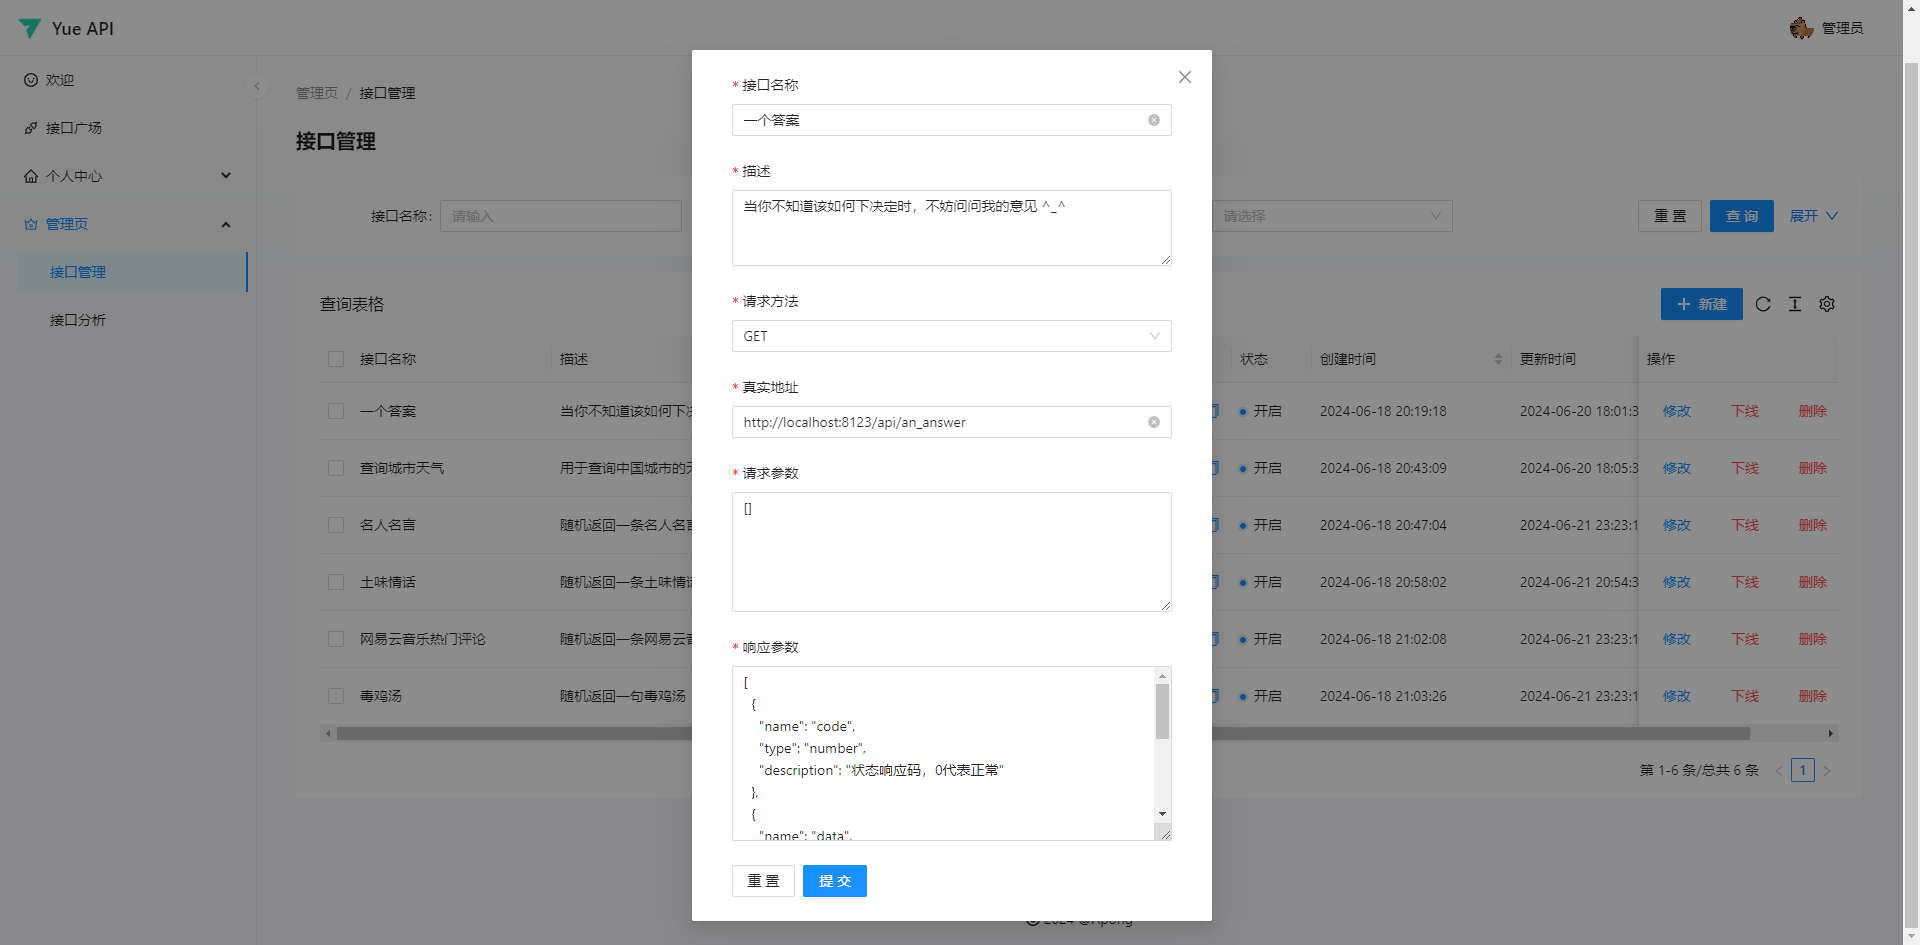 Yue API
管理员
欢迎
接口广场
个人中心
管理页
接口管理
接口分析
管理页 / 接口管理
接口管理
接口名称: 请输入
请选择
重 置
查 询
展开
查询表格
新建
接口名称 描述 状态 创建时间 更新时间 操作
一个答案 当你不知道该如何下 开启 2024-06-18 20:19:18 2024-06-20 18:01:3 修改 下线 删除
查询城市天气 用于查询中国城市的 开启 2024-06-18 20:43:09 2024-06-20 18:05:3 修改 下线 删除
名人名言 随机返回一条名人名 开启 2024-06-18 20:47:04 2024-06-21 23:23:1 修改 下线 删除
土味情话 随机返回一条土味情 开启 2024-06-18 20:58:02 2024-06-21 20:54:3 修改 下线 删除
网易云音乐热门评论 随机返回一条网易云 开启 2024-06-18 21:02:08 2024-06-21 23:23:1 修改 下线 删除
毒鸡汤 随机返回一句毒鸡汤 开启 2024-06-18 21:03:26 2024-06-21 23:23:1 修改 下线 删除
第 1-6 条/总共 6 条 1
* 接口名称
一个答案
* 描述
当你不知道该如何下决定时，不妨问问我的意见 ^_^
* 请求方法
GET
* 真实地址
http://localhost:8123/api/an_answer
* 请求参数
[]
* 响应参数
[
{
"name": "code",
"type": "number",
"description": "状态响应码，0代表正常"
},
{
"name": "data",
重 置
提 交